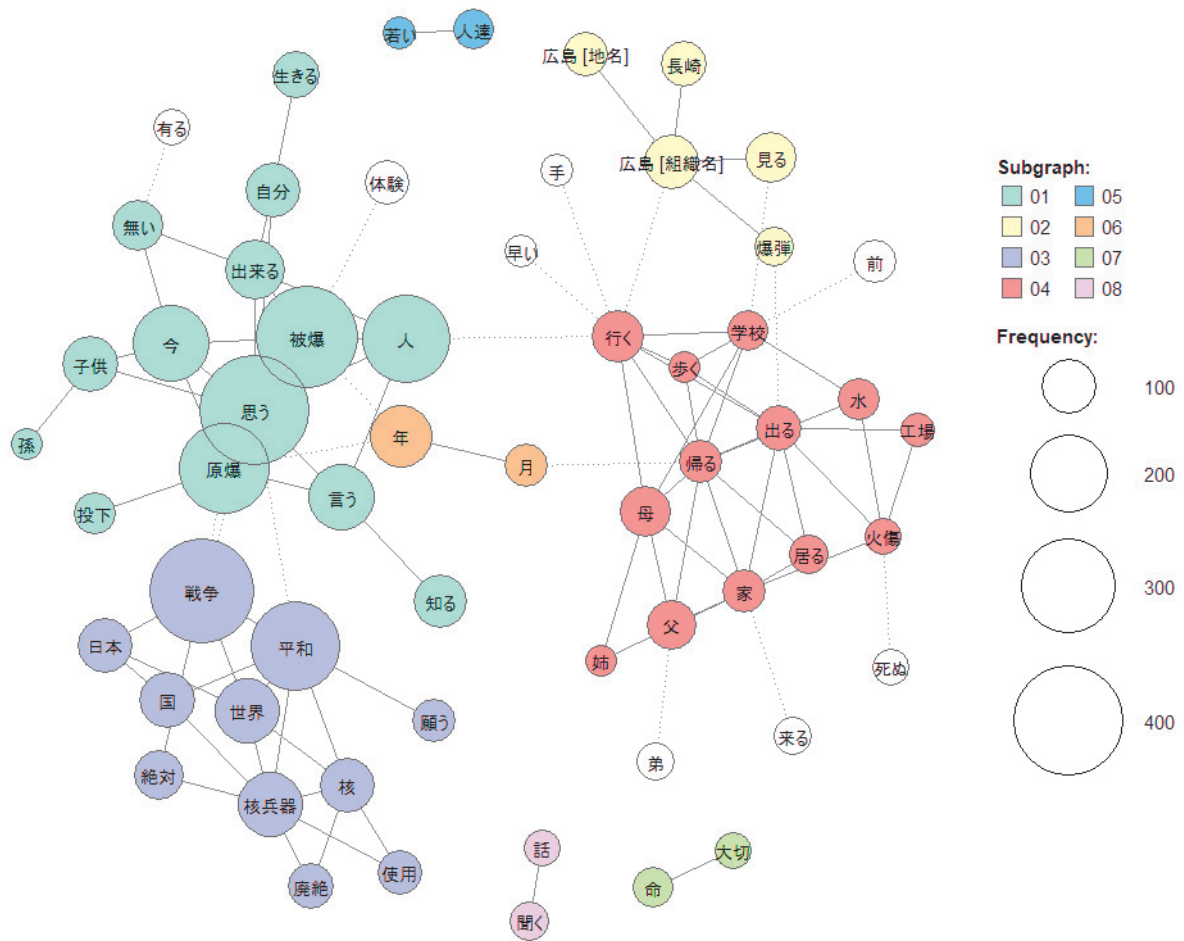 若い
人達
生きる
広島 [地名]
長崎
有る
体験
手
広島 [組織名]
見る
自分
無い
出来る
早い
爆弾
前
今
被爆
人
行く
学校
子供
歩く
思う
水
孫
年
出る
工場
原爆
月
帰る
投下
言う
母
火傷
居る
戦争
知る
家
日本
平和
父
姉
死ぬ
国
世界
願う
来る
弟
絶対
核兵器
核
廃絶
使用
話
聞く
大切
命
Subgraph:
01
05
02
06
03
07
04
08
Frequency:
100
200
300
400